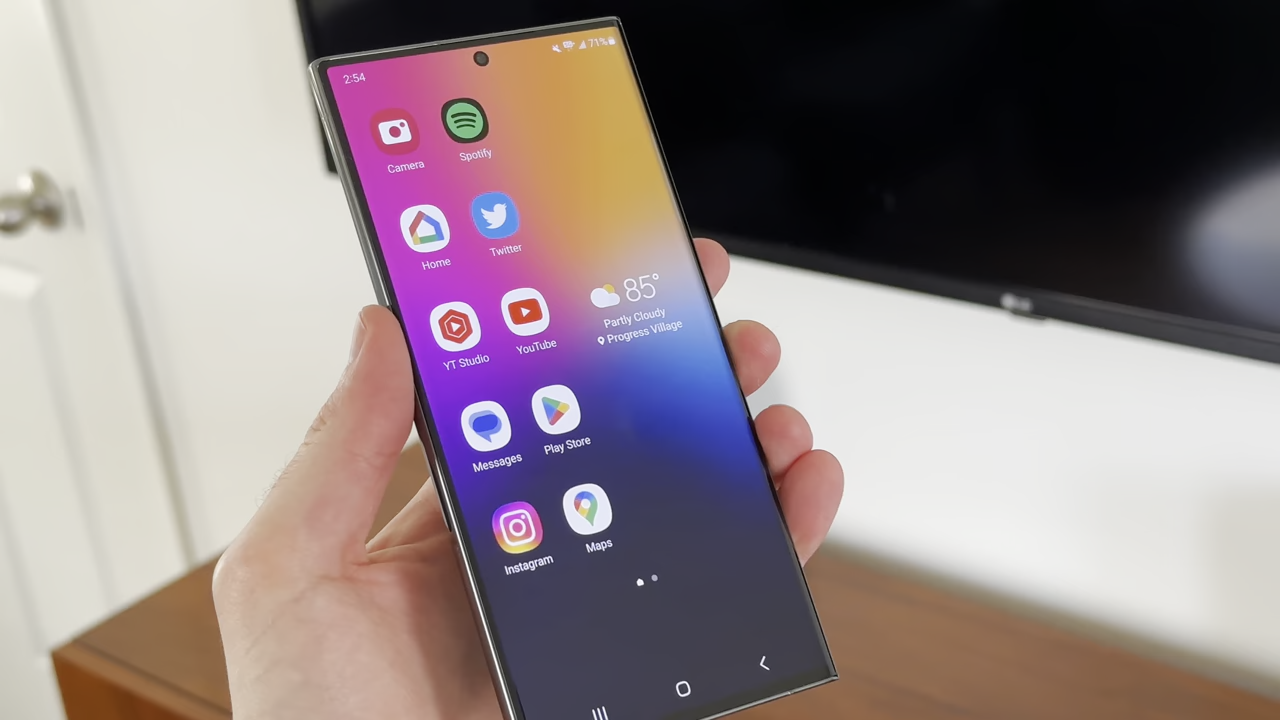 2:54
71%
Camera
Spotify
Home
Twitter
85°
Partly Cloudy
Progress Village
YT Studio
YouTube
Messages
Play Store
Instagram
Maps
LG